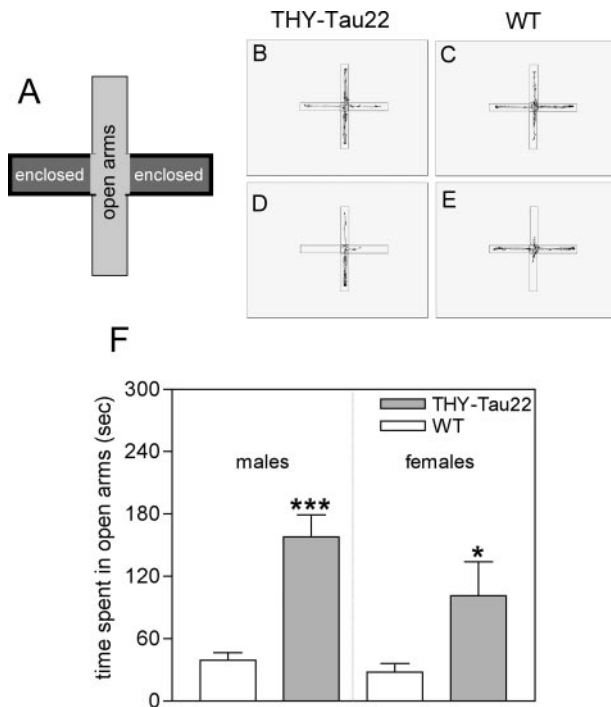 THY-Tau22 WT
A
enclosed
open arms
enclosed
B
C
D
E
F
time spent in open arms (sec)
300
240
180
120
60
0
THY-Tau22
WT
males
females
***
*